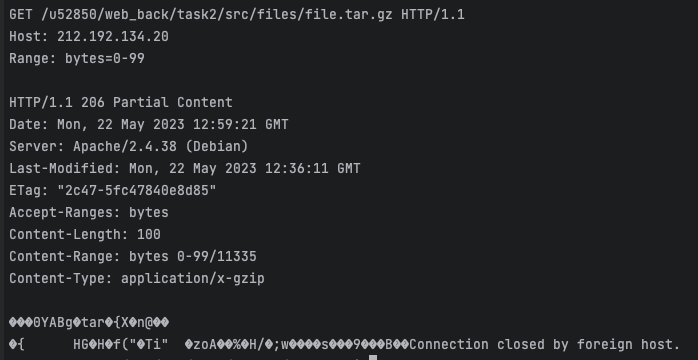 GET /u52850/web_back/task2/src/files/file.tar.gz HTTP/1.1
Host: 212.192.134.20
Range: bytes=0-99
HTTP/1.1 206 Partial Content
Date: Mon, 22 May 2023 12:59:21 GMT
Server: Apache/2.4.38 (Debian)
Last-Modified: Mon, 22 May 2023 12:36:11 GMT
ETag: "2c47-5fc47840e8d85"
Accept-Ranges: bytes
Content-Length: 100
Content-Range: bytes 0-99/11335
Content-Type: application/x-gzip
���0YABg�tar�{X�n@��
�{      HG�H�f("�Ti"  �zoA��%�H/�;w����s���9���B��Connection closed by foreign host.